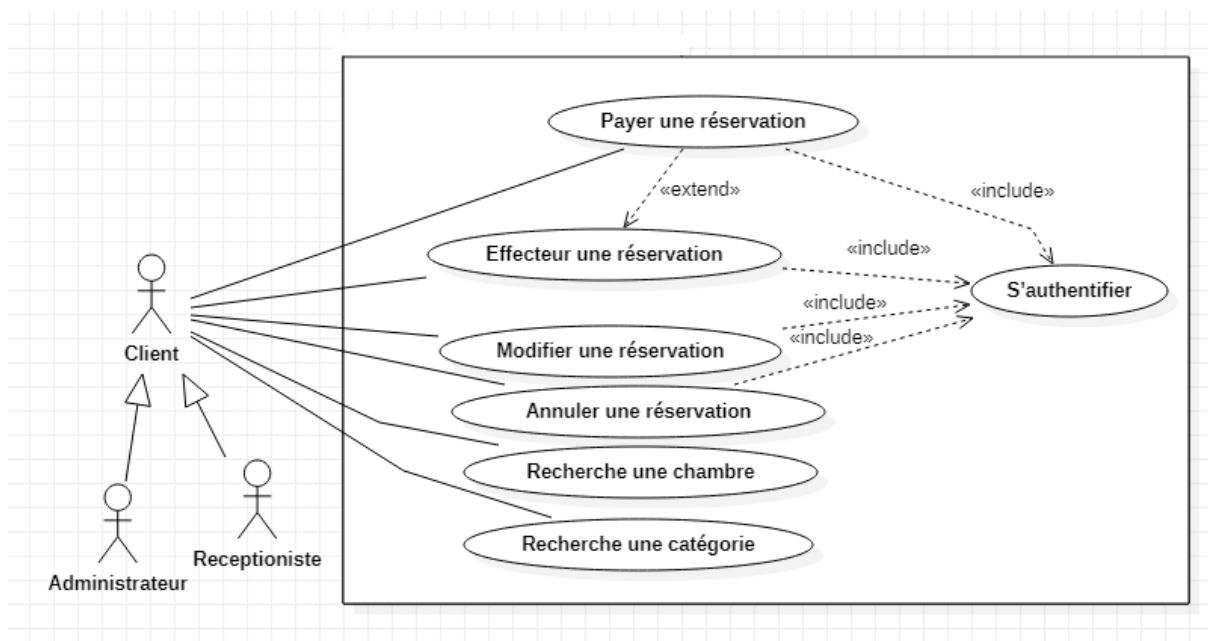 Payer une réservation
«extend»
«include»
Effecteur une réservation
«include»
S'authentifier
«include»
Modifier une réservation
«include»
Client
Annuler une réservation
Recherche une chambre
Recherche une catégorie
Receptioniste
Administrateur